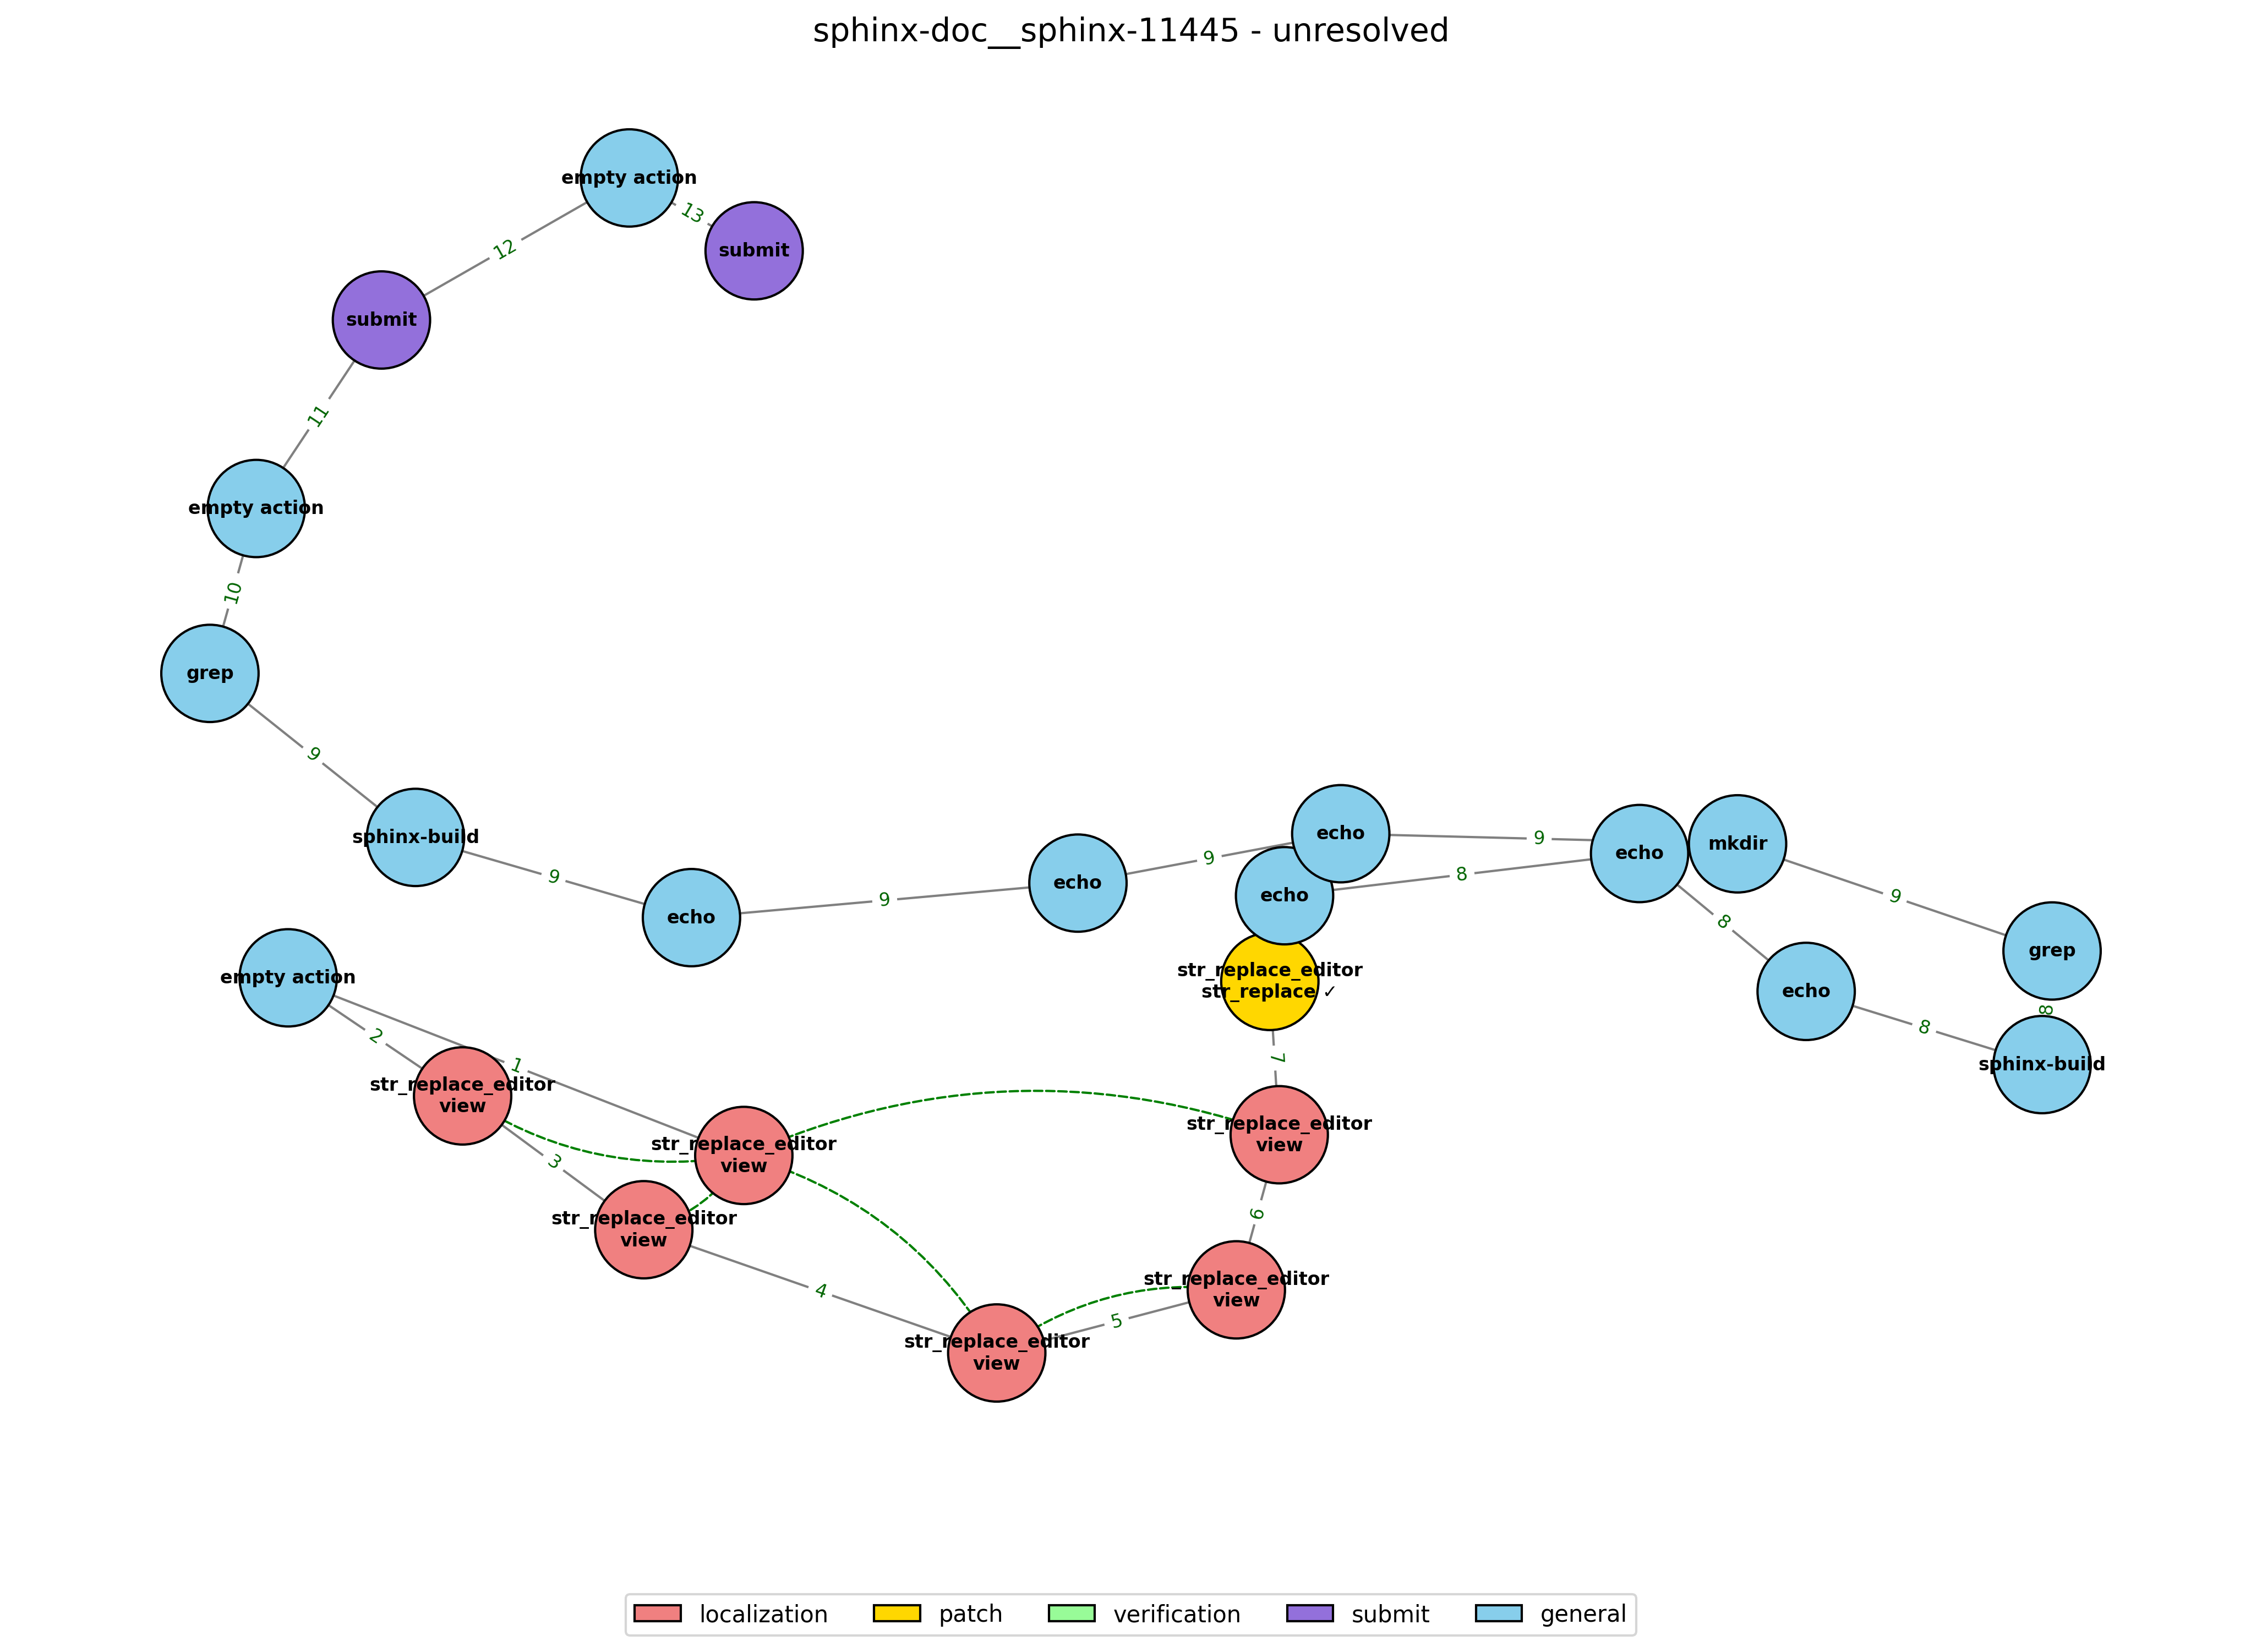 sphinx-doc__sphinx-11445 - unresolved
empty action
13
submit
12
submit
11
empty action
10
grep
9
sphinx-build
9
echo
9
echo
9
echo
9
echo
8
echo
mkdir
9
grep
8
echo
8
sphinx-build
8
empty action
2
1
str_replace_editor
view
str_replace_editor
view
3
str_replace_editor
view
4
str_replace_editor
view
5
str_replace_editor
view
6
str_replace_editor
view
7
str_replace_editor
str_replace ✓
localization
patch
verification
submit
general